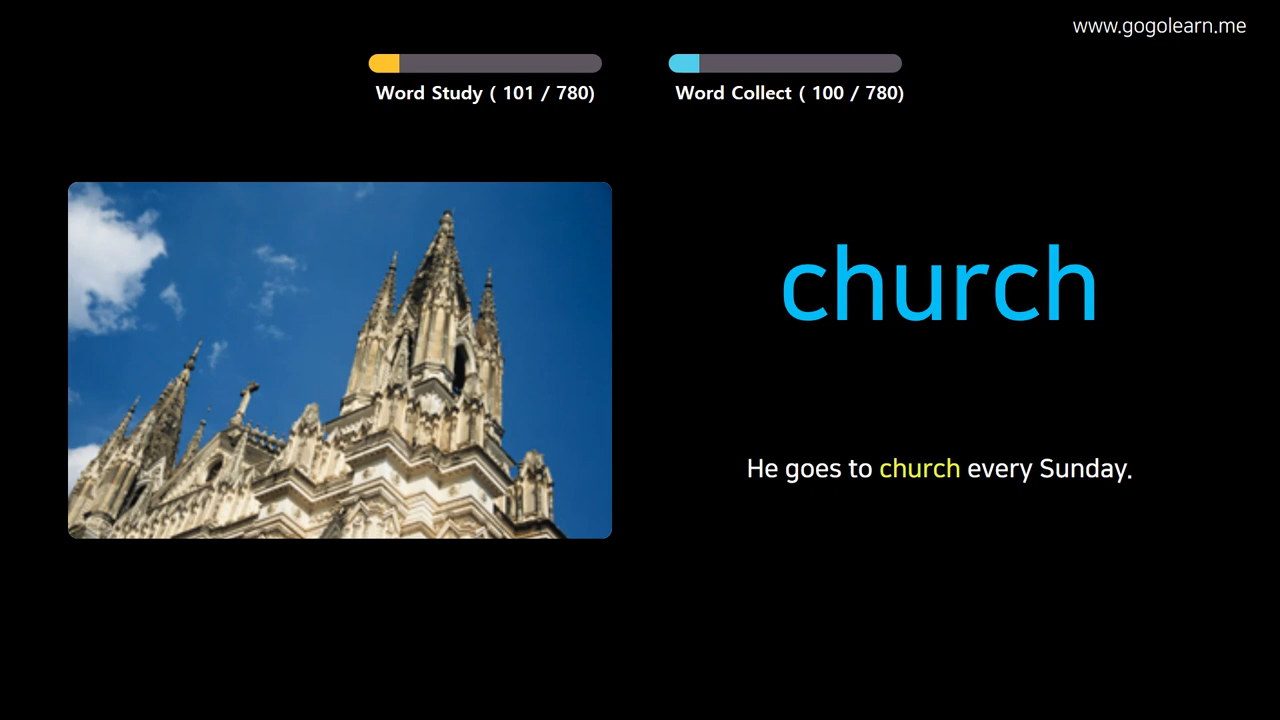 www.gogolearn.me
Word Study ( 101 / 780)
Word Collect ( 100 / 780)
church
He goes to church every Sunday.